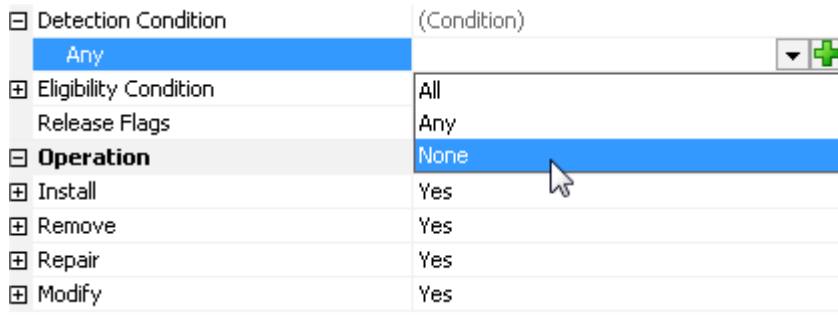 Detection Condition (Condition)
Any
Eligibility Condition All
Release Flags Any
Operation None
Install Yes
Remove Yes
Repair Yes
Modify Yes